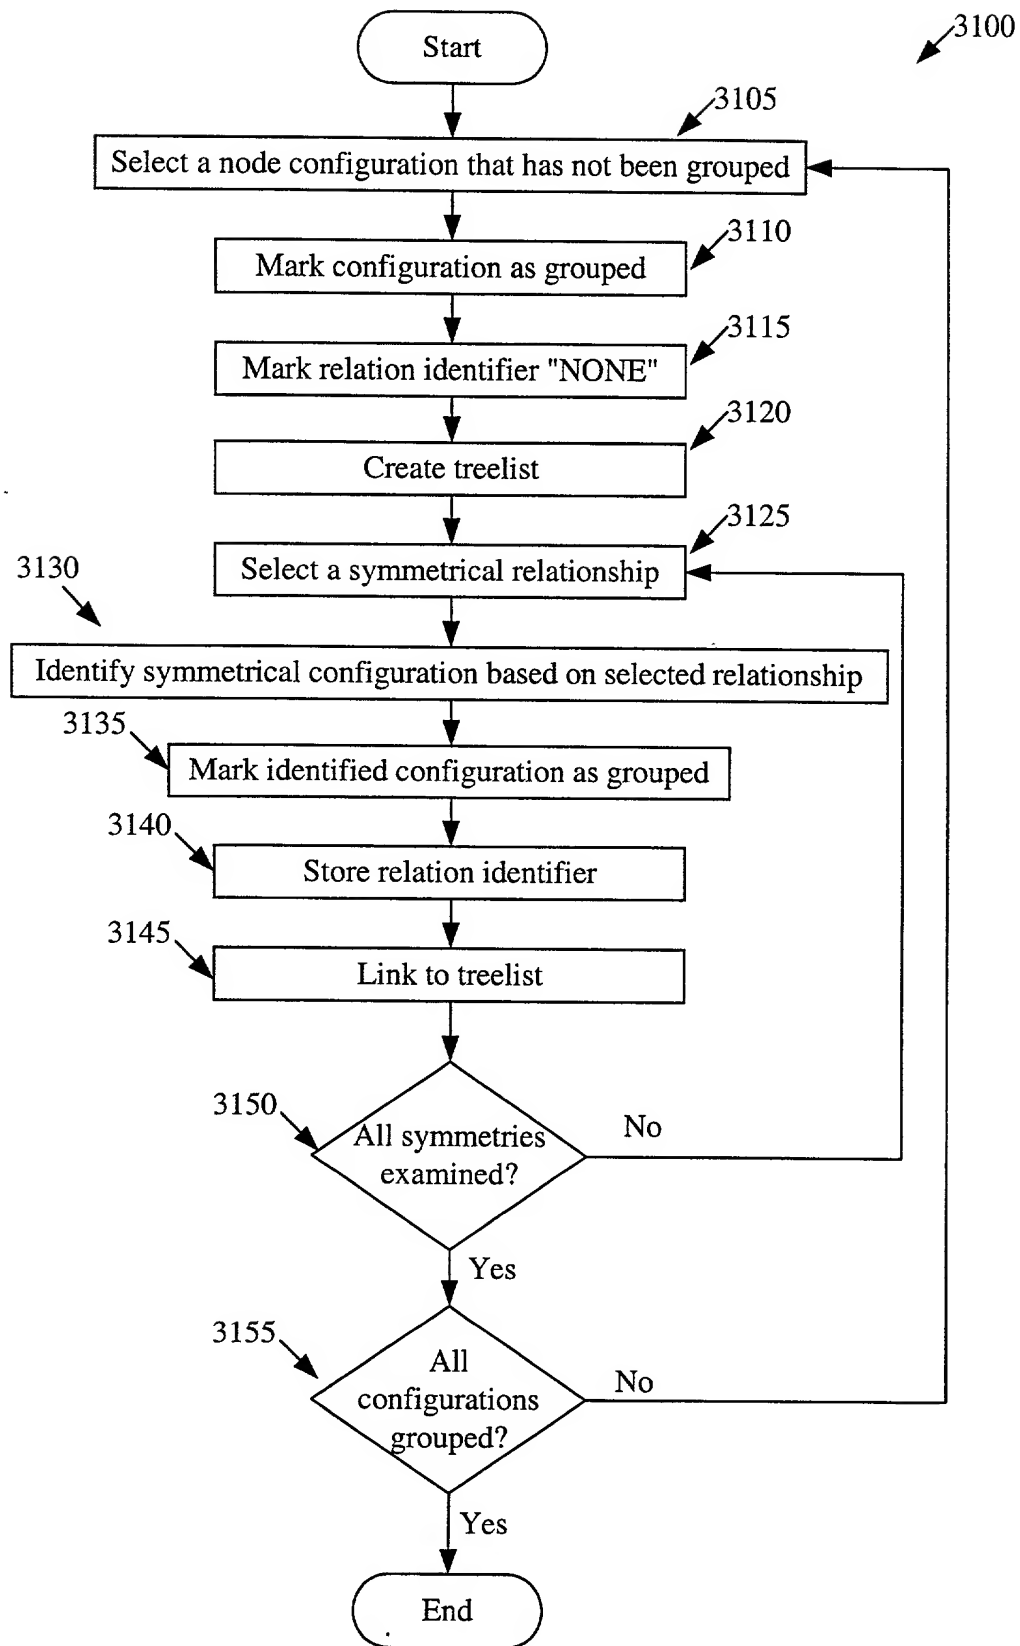 Start
3100
3105
Select a node configuration that has not been grouped
3110
Mark configuration as grouped
3115
Mark relation identifier "NONE"
3120
Create treelist
3125
Select a symmetrical relationship
3130
Identify symmetrical configuration based on selected relationship
3135
Mark identified configuration as grouped
3140
Store relation identifier
3145
Link to treelist
3150
All symmetries
examined?
No
Yes
3155
All
configurations
grouped?
No
Yes
End